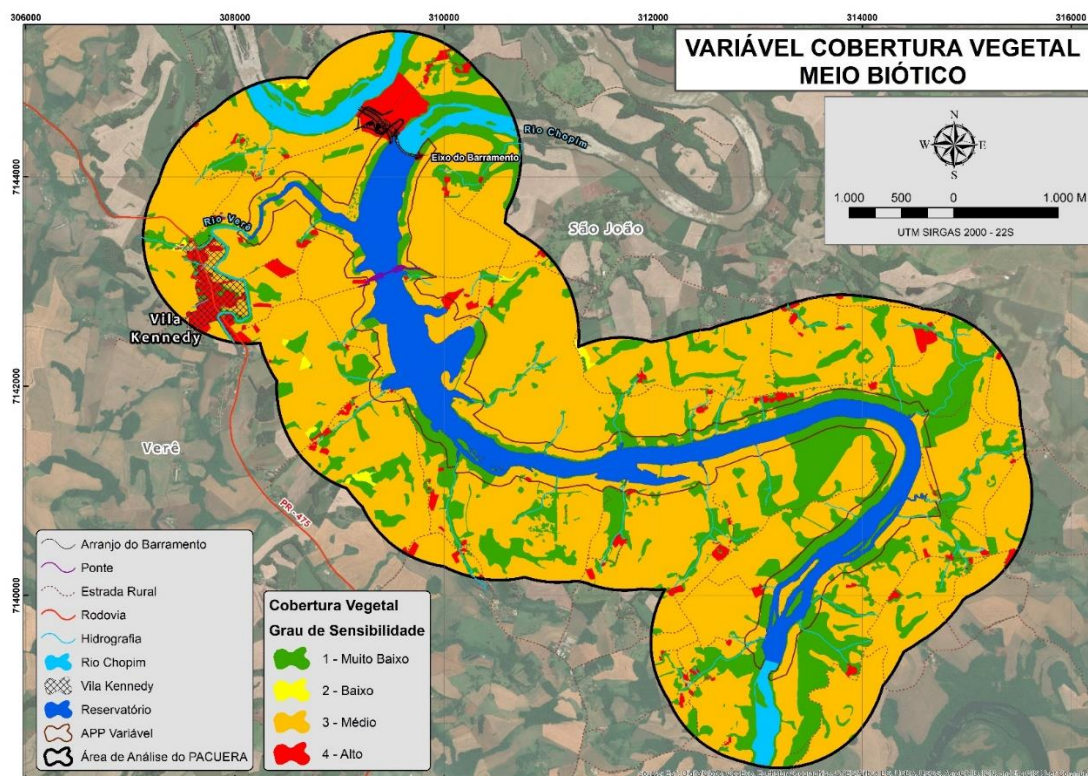 306000 308000 310000 312000 314000 316000
VARIÁVEL COBERTURA VEGETAL
MEIO BIÓTICO
N
W E
S
1.000 500 0 1.000 M
UTM SIRGAS 2000 - 22S
7144000
7142000
7140000
Rio Chopim
Eixo do Barramento
Rio Verê
São João
Vila
Kennedy
Verê
PR-475
Arranjo do Barramento
Ponte
Estrada Rural
Rodovia
Hidrografia
Rio Chopim
Vila Kennedy
Reservatório
APP Variável
Área de Análise do PACUERA
Cobertura Vegetal
Grau de Sensibilidade
1 - Muito Baixo
2 - Baixo
3 - Médio
4 - Alto